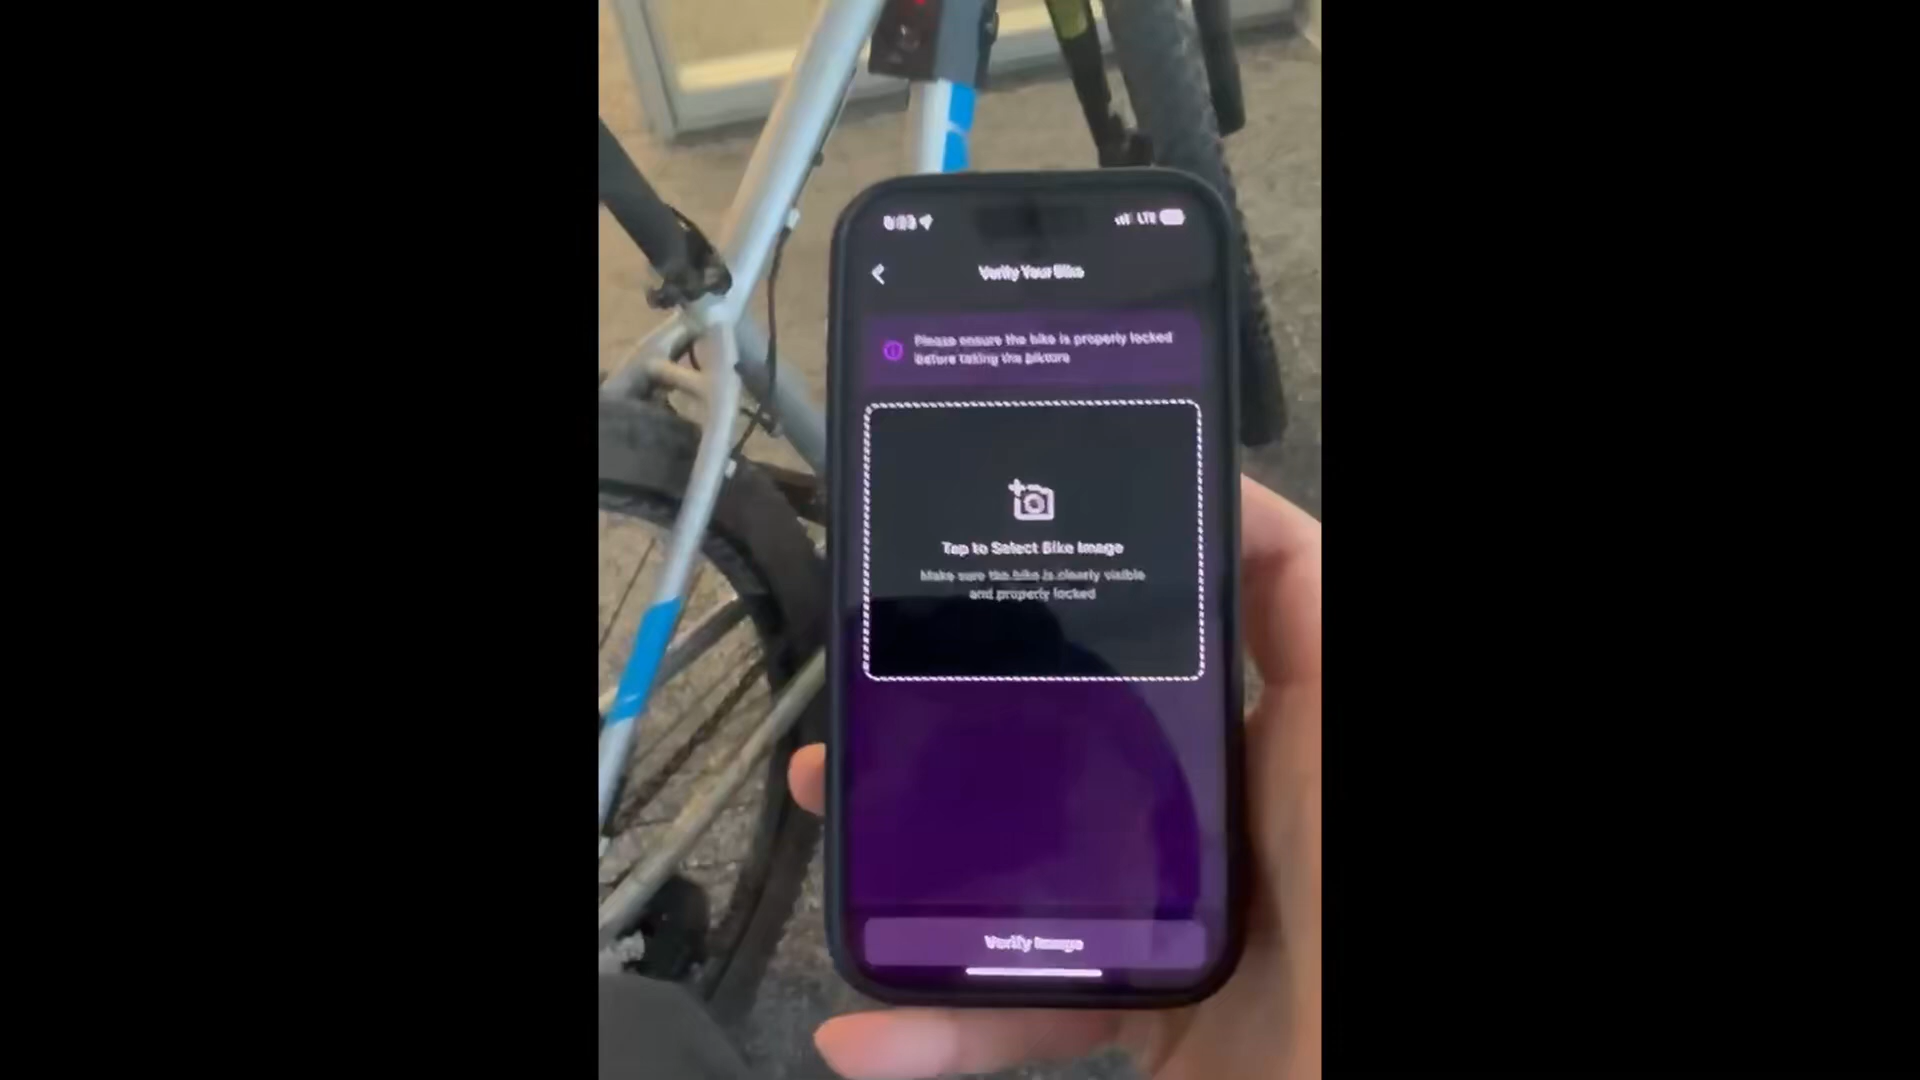 LTE
Verify Your Bike
Please ensure the bike is properly locked
before taking the picture
Tap to Select Bike Image
Make sure the bike is clearly visible
and properly locked
Verify Image